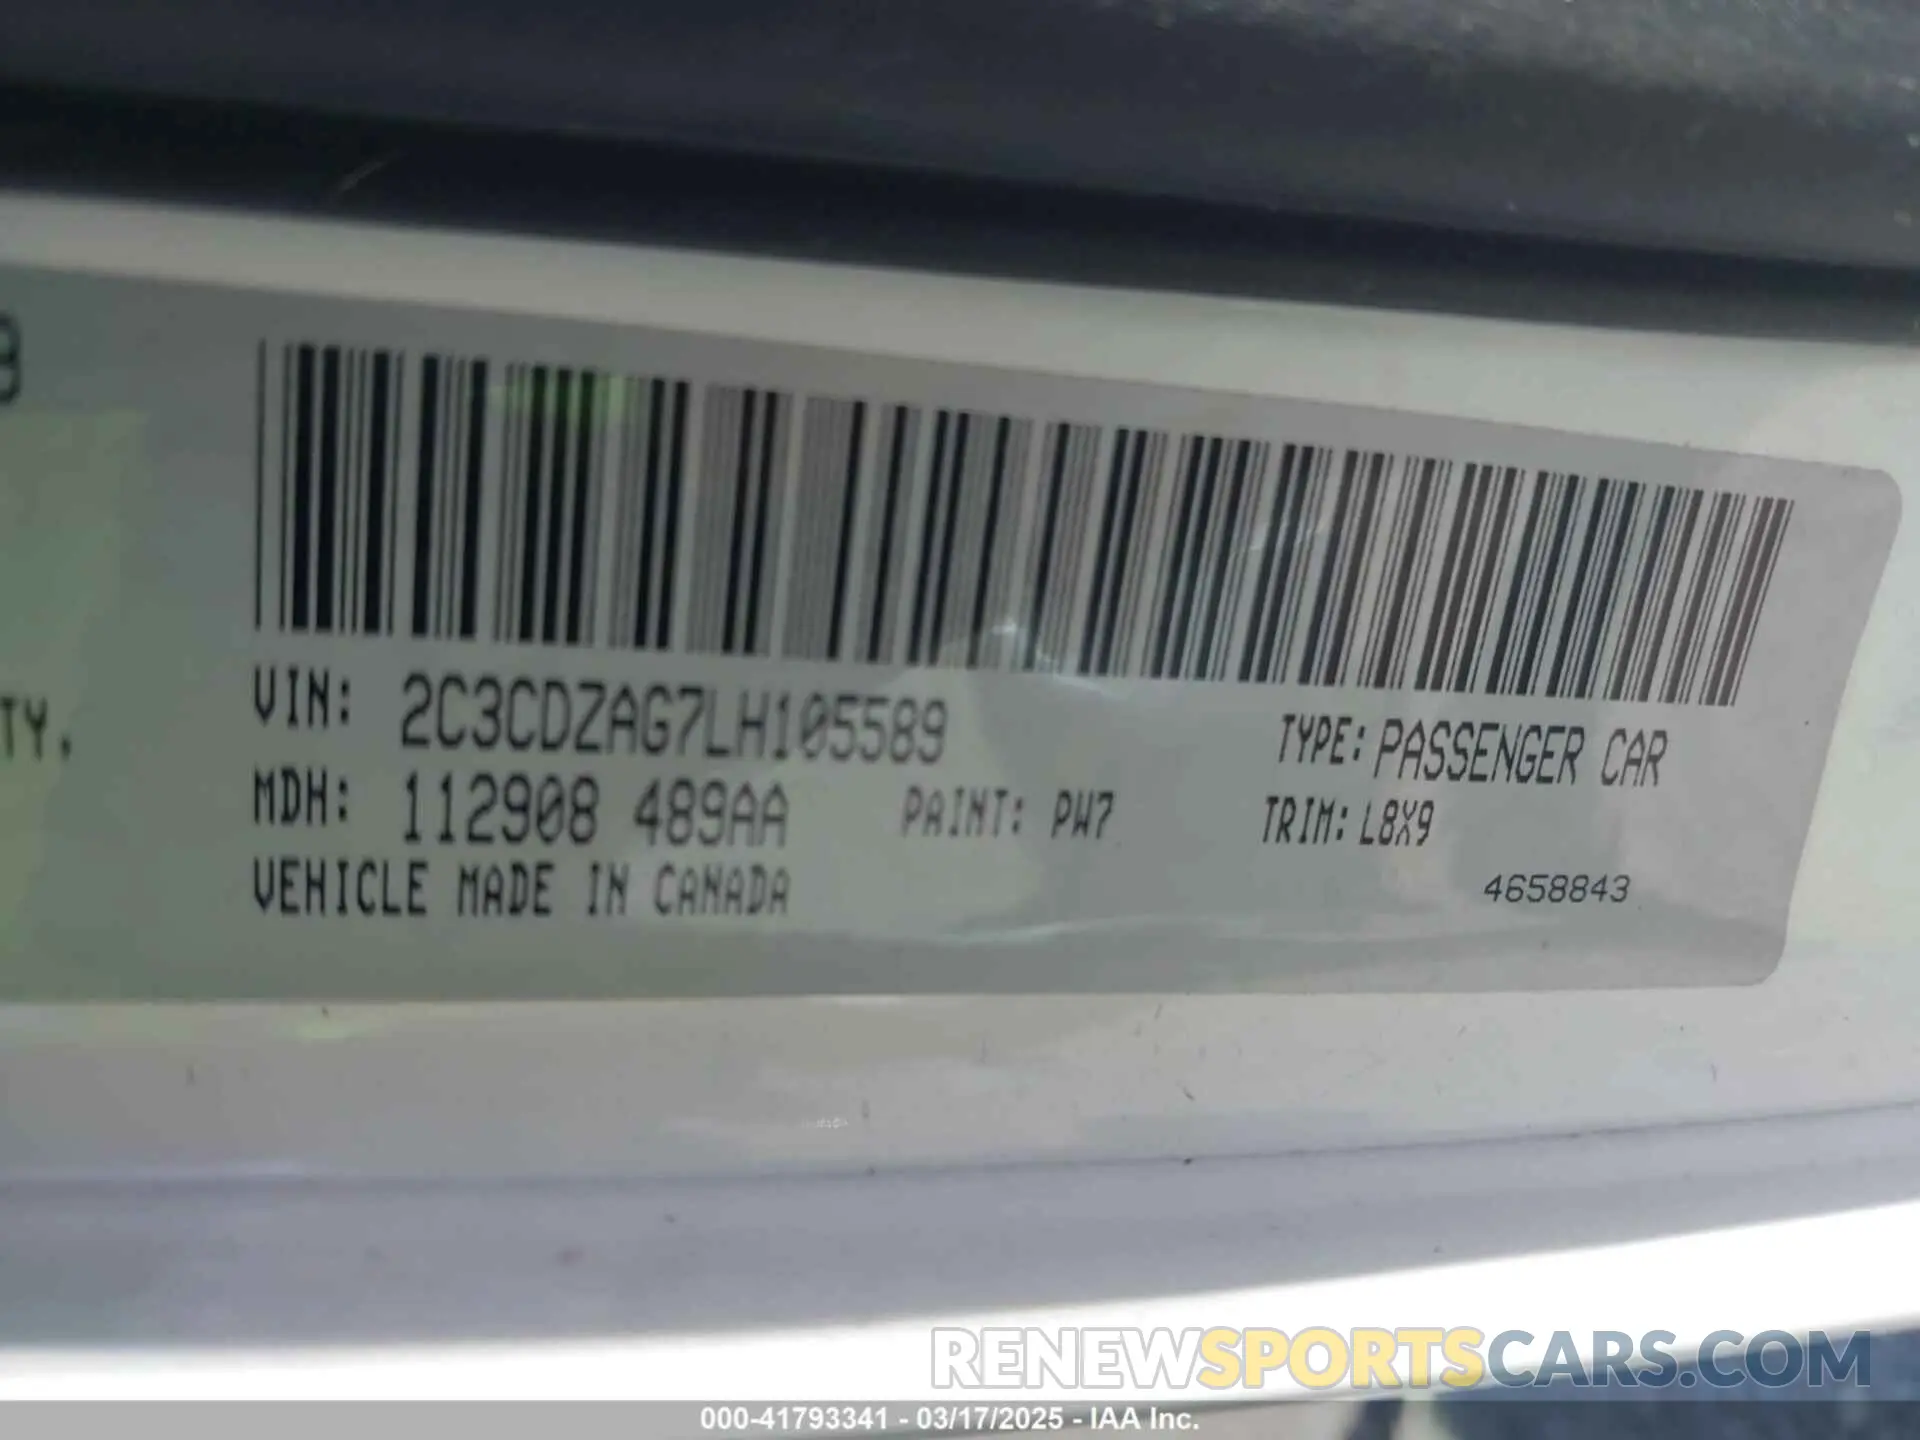 TY,
VIN: 2C3CDZAG7LH105589
TYPE: PASSENGER CAR
MDH: 112908 489AA
PAINT: PW7
TRIM: L8X9
VEHICLE MADE IN CANADA
4658843
RENEWSPORTSCARS.COM
000-41793341 - 03/17/2025 - IAA Inc.